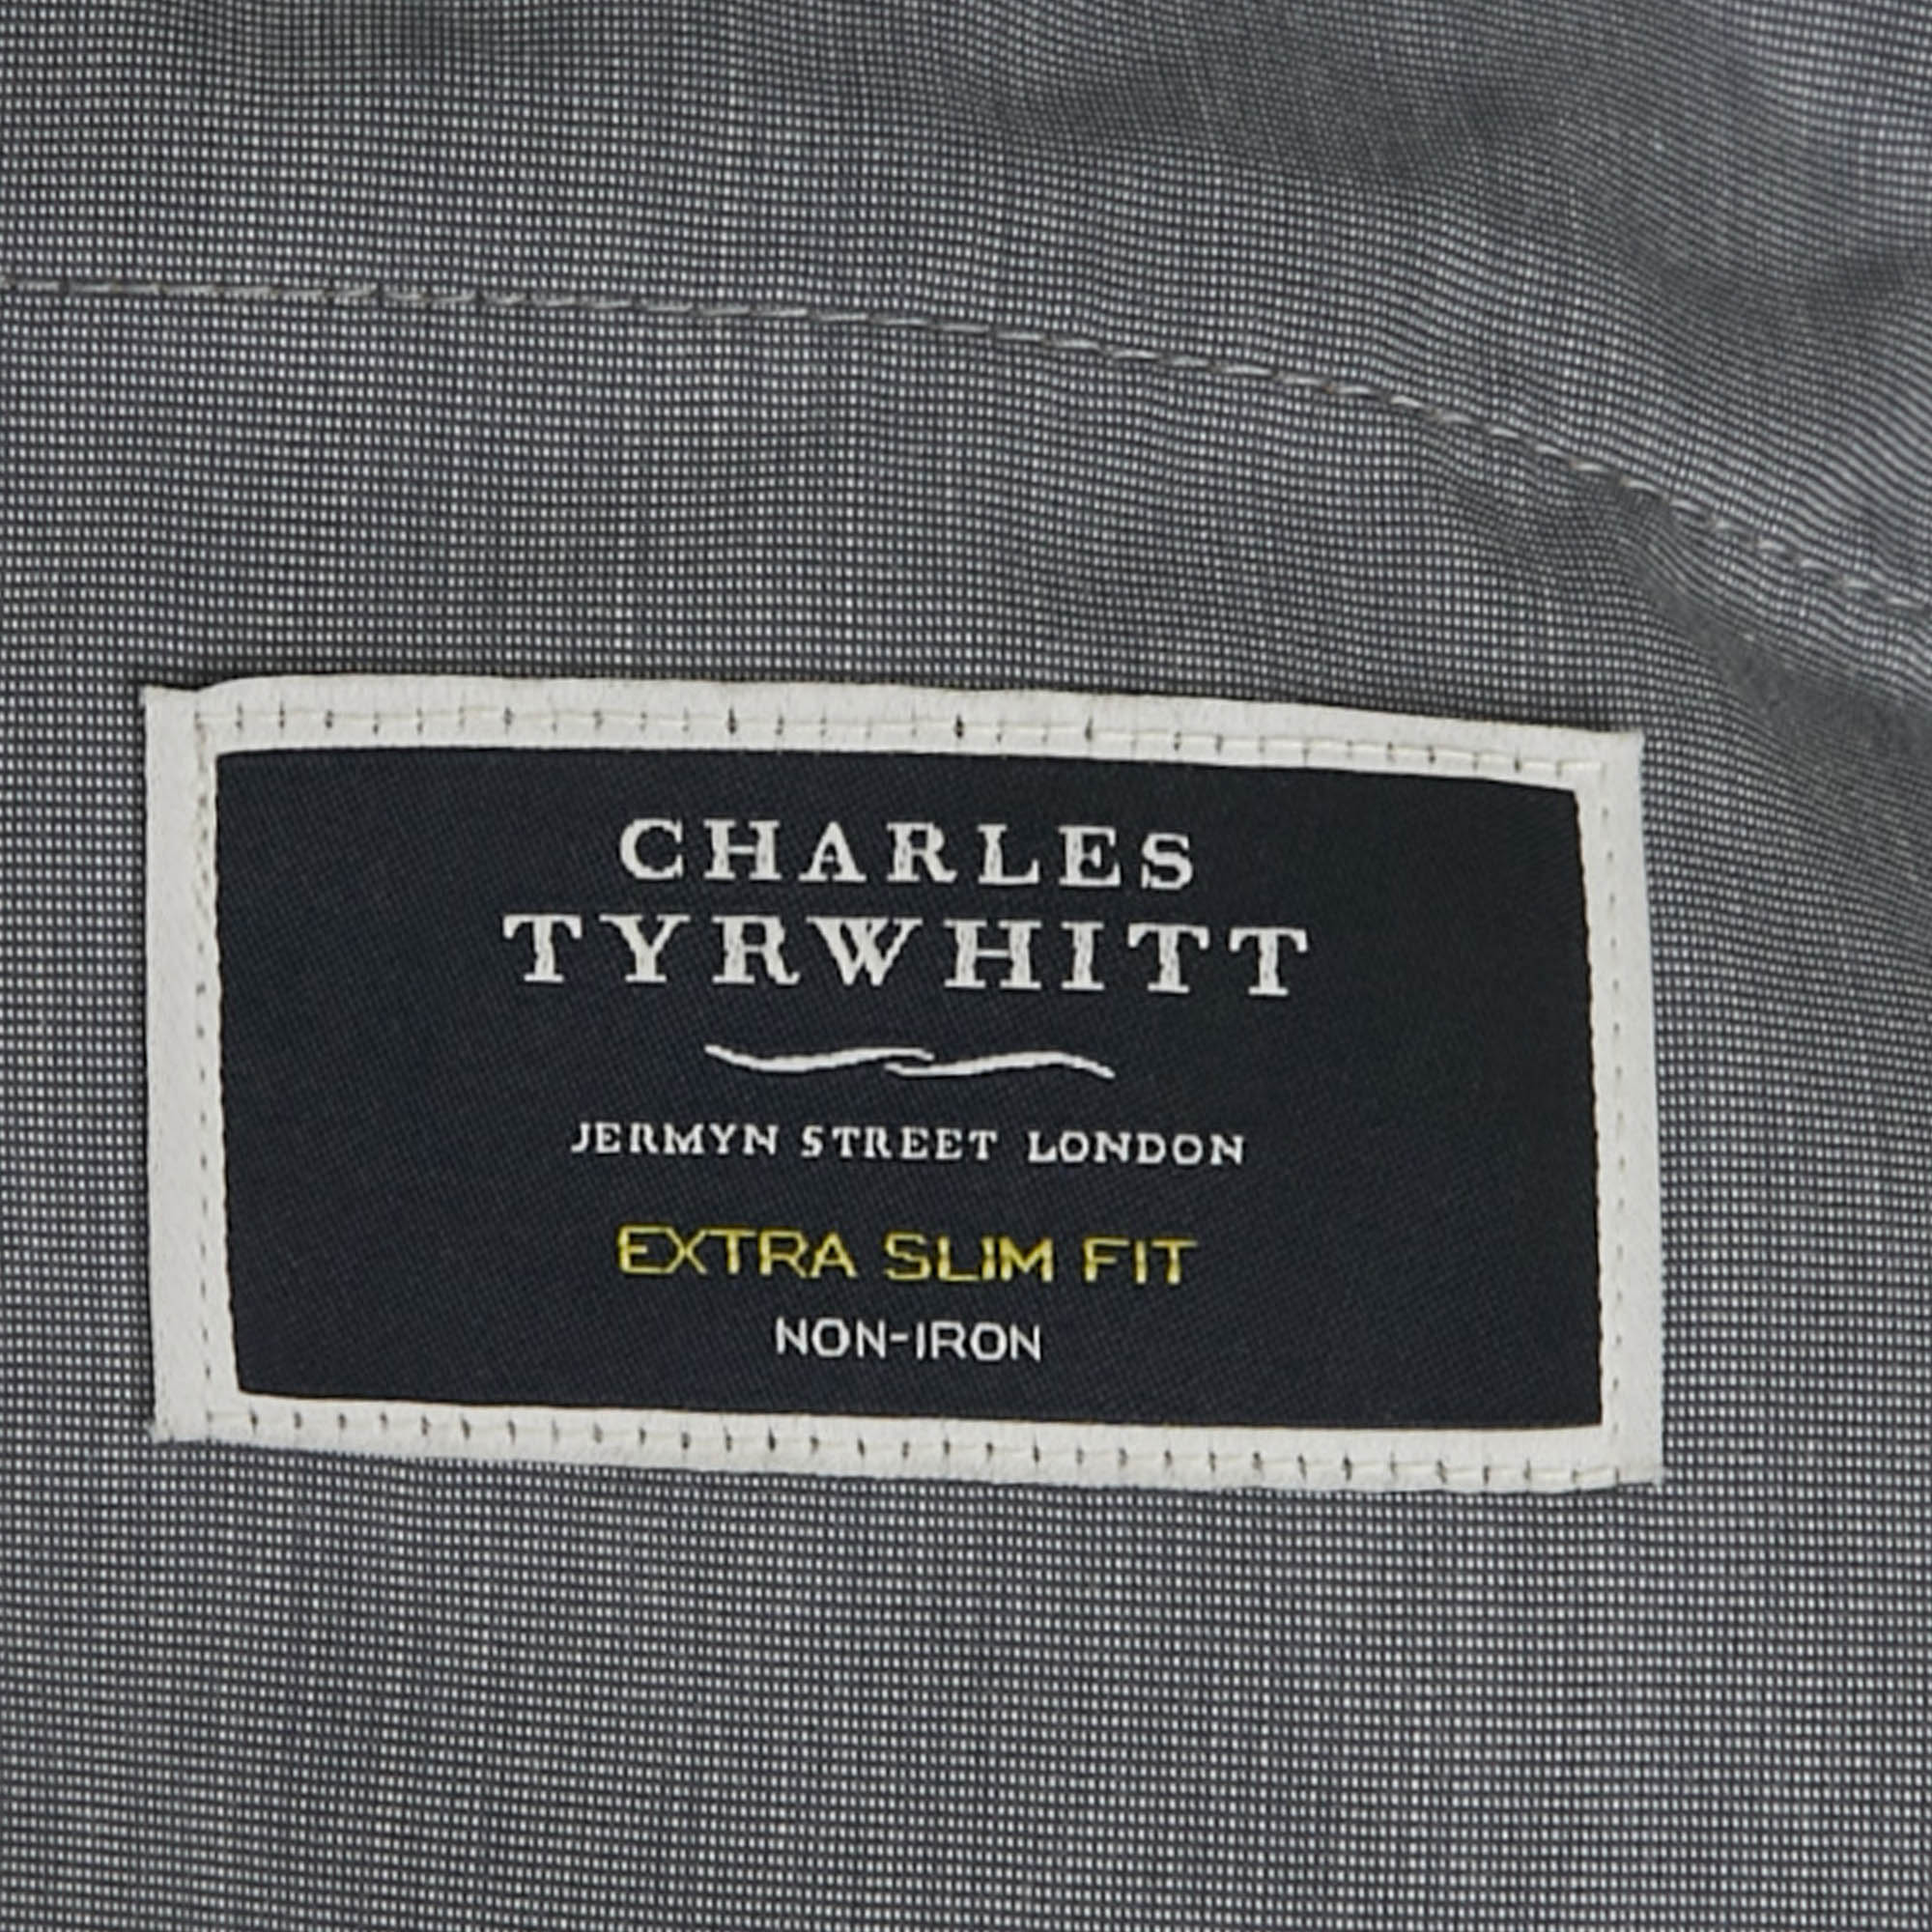 CHARLES
TYRWHITT
JERMYN STREET LONDON
EXTRA SLIM FIT
NON-IRON